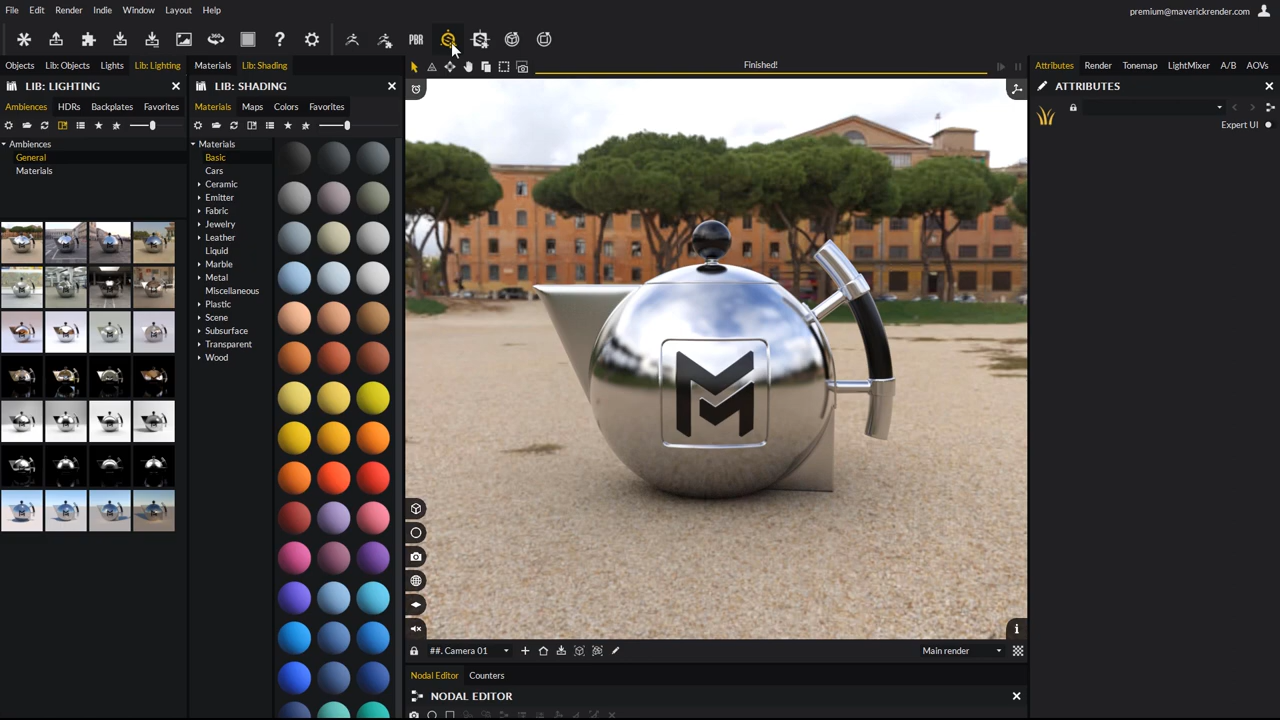 File Edit Render Indie Window Layout Help
premium@maverickrender.com
PBR
Objects Lib: Objects Lights Lib: Lighting
Materials Lib: Shading
Finished!
Attributes Render Tonemap LightMixer A/B AOVs
LIB: LIGHTING
LIB: SHADING
ATTRIBUTES
Ambiences HDRs Backplates Favorites
Materials Maps Colors Favorites
Expert UI
Ambiences
General
Materials
Materials
Basic
Cars
Ceramic
Emitter
Fabric
Jewelry
Leather
Liquid
Marble
Metal
Miscellaneous
Plastic
Scene
Subsurface
Transparent
Wood
M
##. Camera 01
Main render
Nodal Editor Counters
NODAL EDITOR